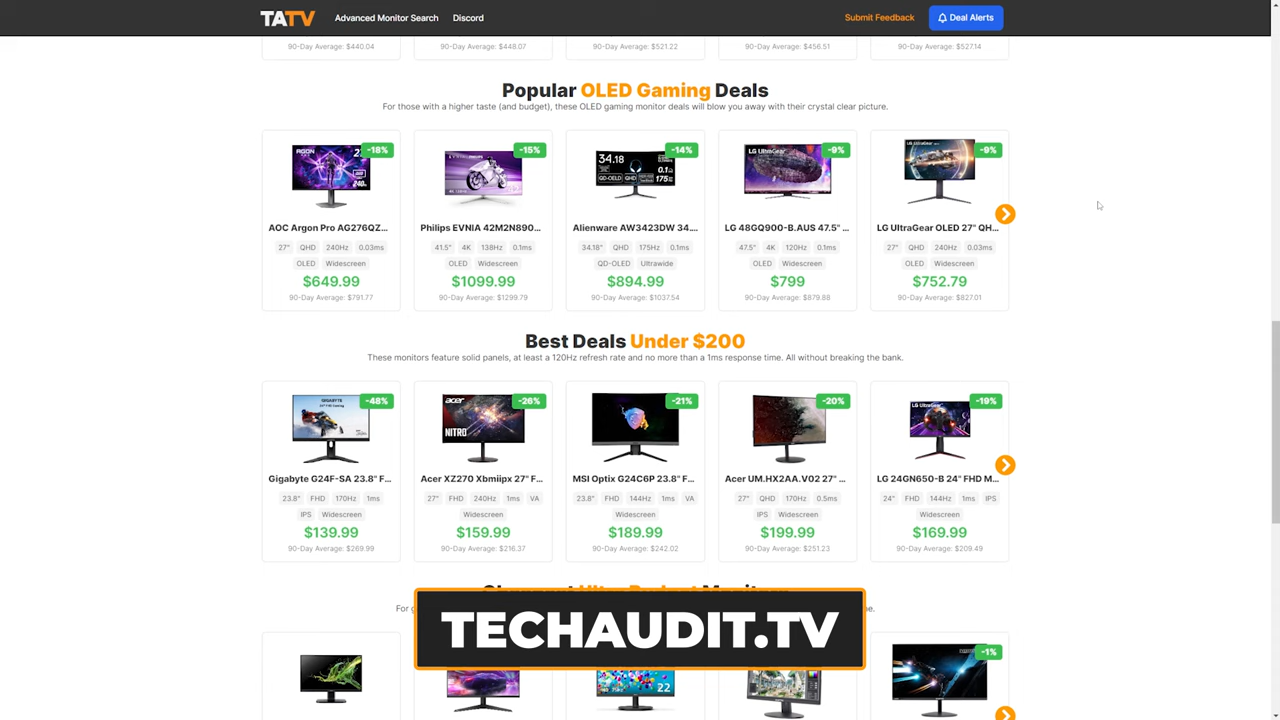 TATV
Advanced Monitor Search
Discord
Submit Feedback
Deal Alerts
90-Day Average: $440.04
90-Day Average: $448.07
90-Day Average: $521.22
90-Day Average: $456.51
90-Day Average: $527.14
Popular OLED Gaming Deals
For those with a higher taste (and budget), these OLED gaming monitor deals will blow you away with their crystal clear picture.
-18%
AOC Argon Pro AG276QZ...
27" QHD 240Hz 0.03ms
OLED Widescreen
$649.99
90-Day Average: $791.77
-15%
Philips EVNIA 42M2N890...
41.5" 4K 138Hz 0.1ms
OLED Widescreen
$1099.99
90-Day Average: $1299.79
34.18
-14%
Alienware AW3423DW 34....
34.18" QHD 175Hz 0.1ms
QD-OLED Ultrawide
$894.99
90-Day Average: $1037.54
LG UltraGear
-9%
LG 48GQ900-B.AUS 47.5" ...
47.5" 4K 120Hz 0.1ms
OLED Widescreen
$799
90-Day Average: $879.88
-9%
LG UltraGear OLED 27" QH...
27" QHD 240Hz 0.03ms
OLED Widescreen
$752.79
90-Day Average: $827.01
Best Deals Under $200
These monitors feature solid panels, at least a 120Hz refresh rate and no more than a 1ms response time. All without breaking the bank.
GIGABYTE
-48%
Gigabyte G24F-SA 23.8" F...
23.8" FHD 170Hz 1ms
IPS Widescreen
$139.99
90-Day Average: $269.99
acer
NITRO
-26%
Acer XZ270 Xbmiipx 27" F...
27" FHD 240Hz 1ms VA
Widescreen
$159.99
90-Day Average: $216.37
-21%
MSI Optix G24C6P 23.8" F...
23.8" FHD 144Hz 1ms VA
Widescreen
$189.99
90-Day Average: $242.02
-20%
Acer UM.HX2AA.V02 27" ...
27" QHD 170Hz 0.5ms
IPS Widescreen
$199.99
90-Day Average: $251.23
LG UltraGear
-19%
LG 24GN650-B 24" FHD M...
24" FHD 144Hz 1ms IPS
Widescreen
$169.99
90-Day Average: $209.49
TECHAUDIT.TV
22
-1%